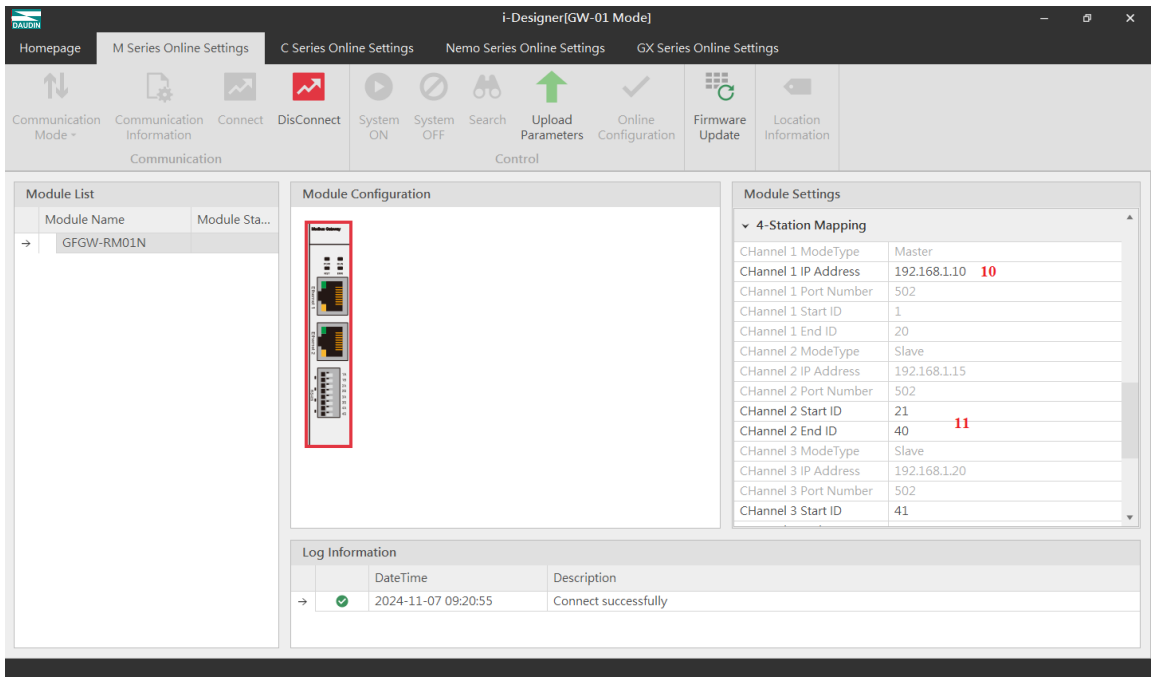 DAUDIN
i-Designer[GW-01 Mode]
Homepage
M Series Online Settings
C Series Online Settings
Nemo Series Online Settings
GX Series Online Settings
Communication
Mode
Communication
Information
Connect
DisConnect
System
ON
System
OFF
Search
Upload
Parameters
Online
Configuration
Firmware
Update
Location
Information
Communication
Control
Module List
Module Name Module Sta...
→ GFGW-RM01N
Module Configuration
Modbus Gateway
Ethernet 1
Ethernet 2
Module Settings
4-Station Mapping
CHannel 1 ModeType Master
CHannel 1 IP Address 192.168.1.10 10
CHannel 1 Port Number 502
CHannel 1 Start ID 1
CHannel 1 End ID 20
CHannel 2 ModeType Slave
CHannel 2 IP Address 192.168.1.15
CHannel 2 Port Number 502
CHannel 2 Start ID 21
11
CHannel 2 End ID 40
CHannel 3 ModeType Slave
CHannel 3 IP Address 192.168.1.20
CHannel 3 Port Number 502
CHannel 3 Start ID 41
Log Information
DateTime Description
→ 2024-11-07 09:20:55 Connect successfully